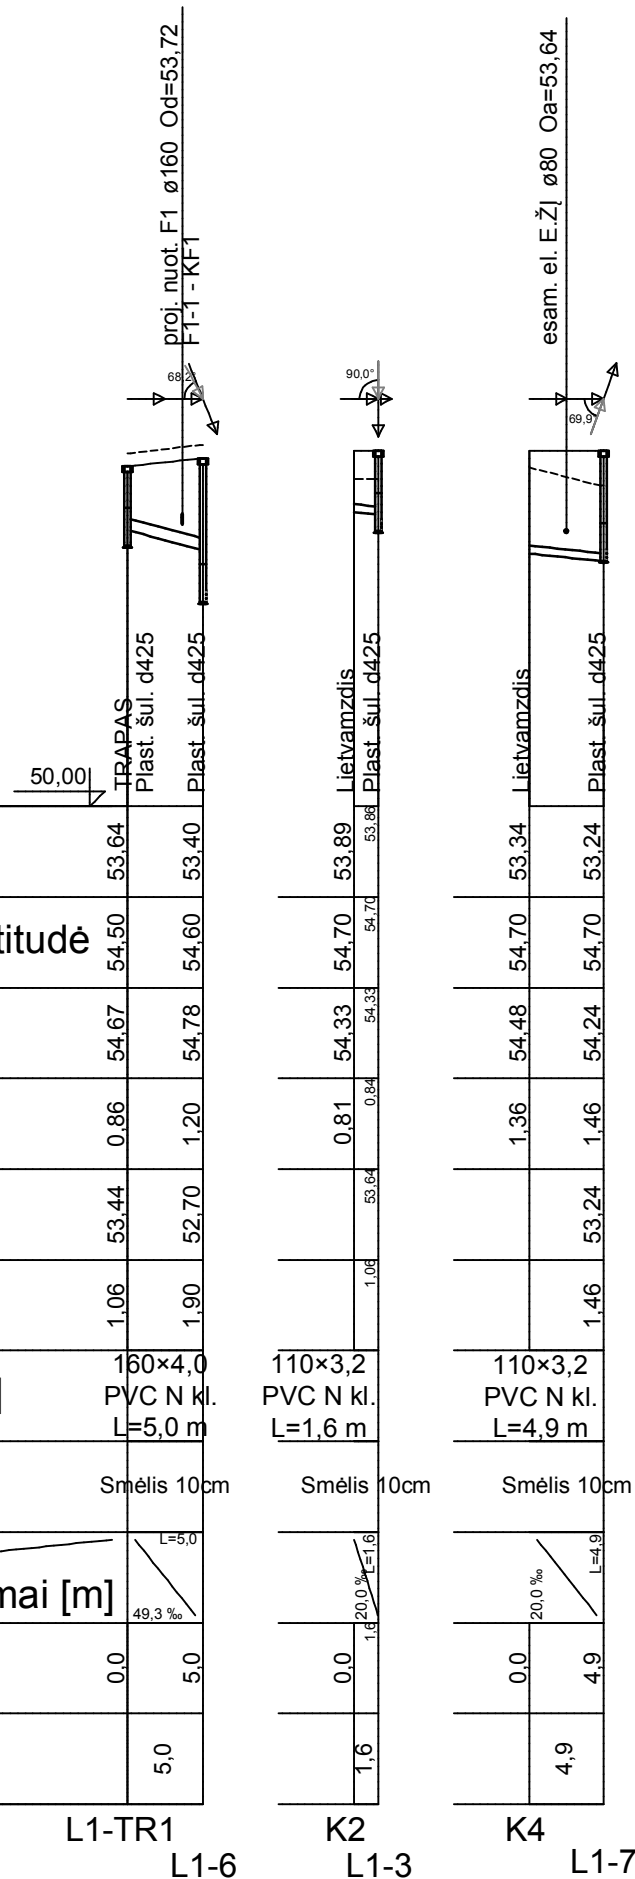 proj. nuot. F1 ø160 Od=53,72
F1-1 - KF1
esam. el. E.ŽĮ ø80 Oa=53,64
68,2°
90,0°
69,9°
TRAPAS
Plast. šul. d425
Plast. šul. d425
Lietvamzdis
Plast. šul. d425
Lietvamzdis
Plast. šul. d425
50,00
53,64 53,40 53,89 53,86 53,34 53,24
titudė 54,50 54,60 54,70 54,70 54,70 54,70
54,67 54,78 54,33 54,33 54,48 54,24
0,86 1,20 0,81 0,84 1,36 1,46
53,44 52,70 53,64 53,24
1,06 1,90 1,06 1,46
160×4,0 110×3,2 110×3,2
] PVC N kl. PVC N kl. PVC N kl.
L=5,0 m L=1,6 m L=4,9 m
Smėlis 10cm Smėlis 10cm Smėlis 10cm
L=5,0 L=1,6 L=4,9
mai [m] 49,3 ‰ 20,0 ‰ 20,0 ‰
0,0 5,0 0,0 1,6 0,0 4,9
5,0 1,6 4,9
L1-TR1 K2 K4
L1-6 L1-3 L1-7